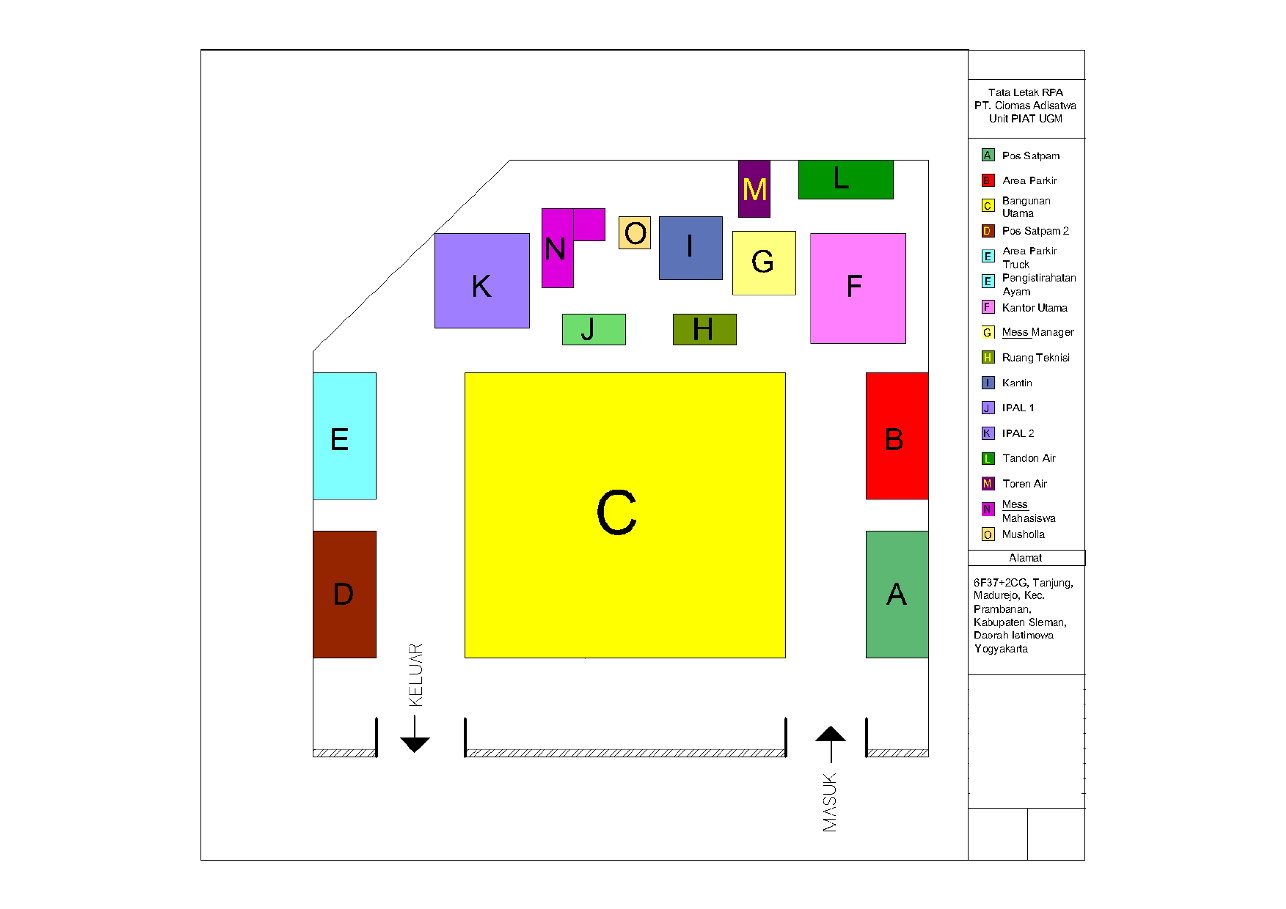 Tata Letak RPA
PT. Ciomas Adisatwa
Unit PIAT UGM
A Pos Satpam
B Area Parkir
C Bangunan
Utama
D Pos Satpam 2
E Area Parkir
Truck
E Pengistirahatan
Ayam
F Kantor Utama
G Mess Manager
H Ruang Teknisi
I Kantin
J IPAL 1
K IPAL 2
L Tandon Air
M Toren Air
N Mess
Mahasiswa
O Musholla
Alamat
6F37+2CG, Tanjung,
Madurejo, Kec.
Prambanan,
Kabupaten Sleman,
Daerah Istimewa
Yogyakarta
M
L
N
O
I
G
F
K
J
H
E
C
B
D
A
KELUAR
MASUK